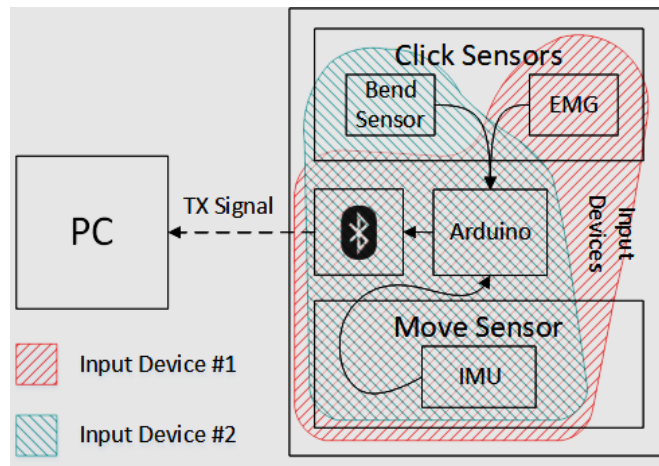 Click Sensors
Bend
Sensor
EMG
PC
TX Signal
Arduino
Input
Devices
Move Sensor
IMU
Input Device #1
Input Device #2